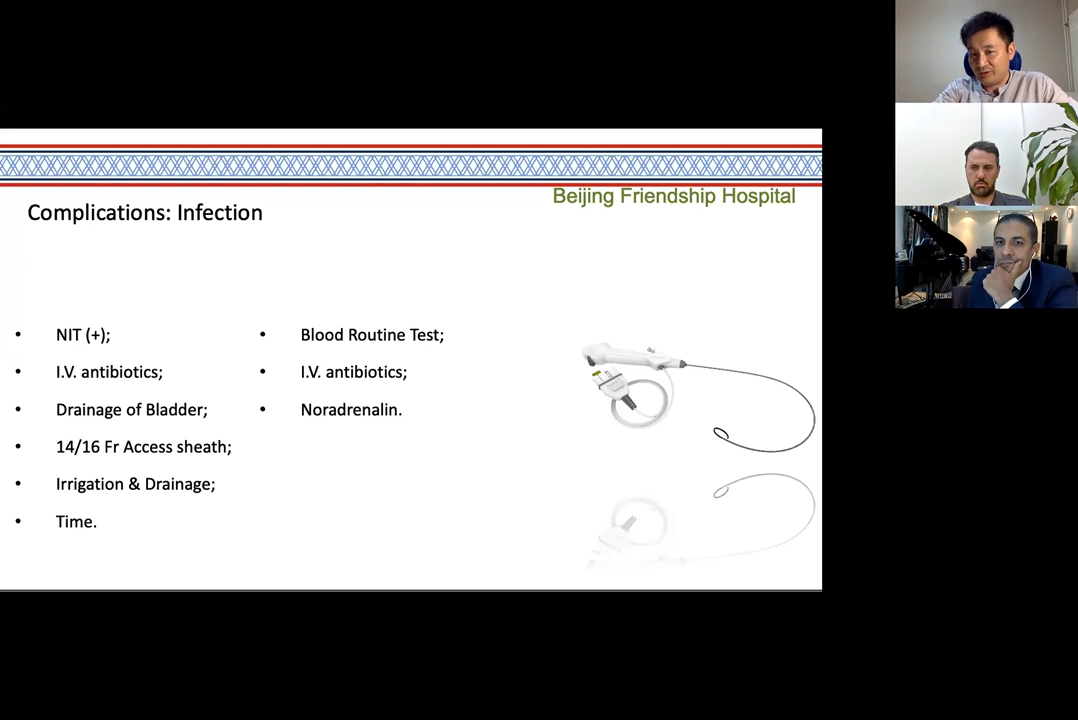 Beijing Friendship Hospital
Complications: Infection
NIT (+);
I.V. antibiotics;
Drainage of Bladder;
14/16 Fr Access sheath;
Irrigation & Drainage;
Time.
Blood Routine Test;
I.V. antibiotics;
Noradrenalin.